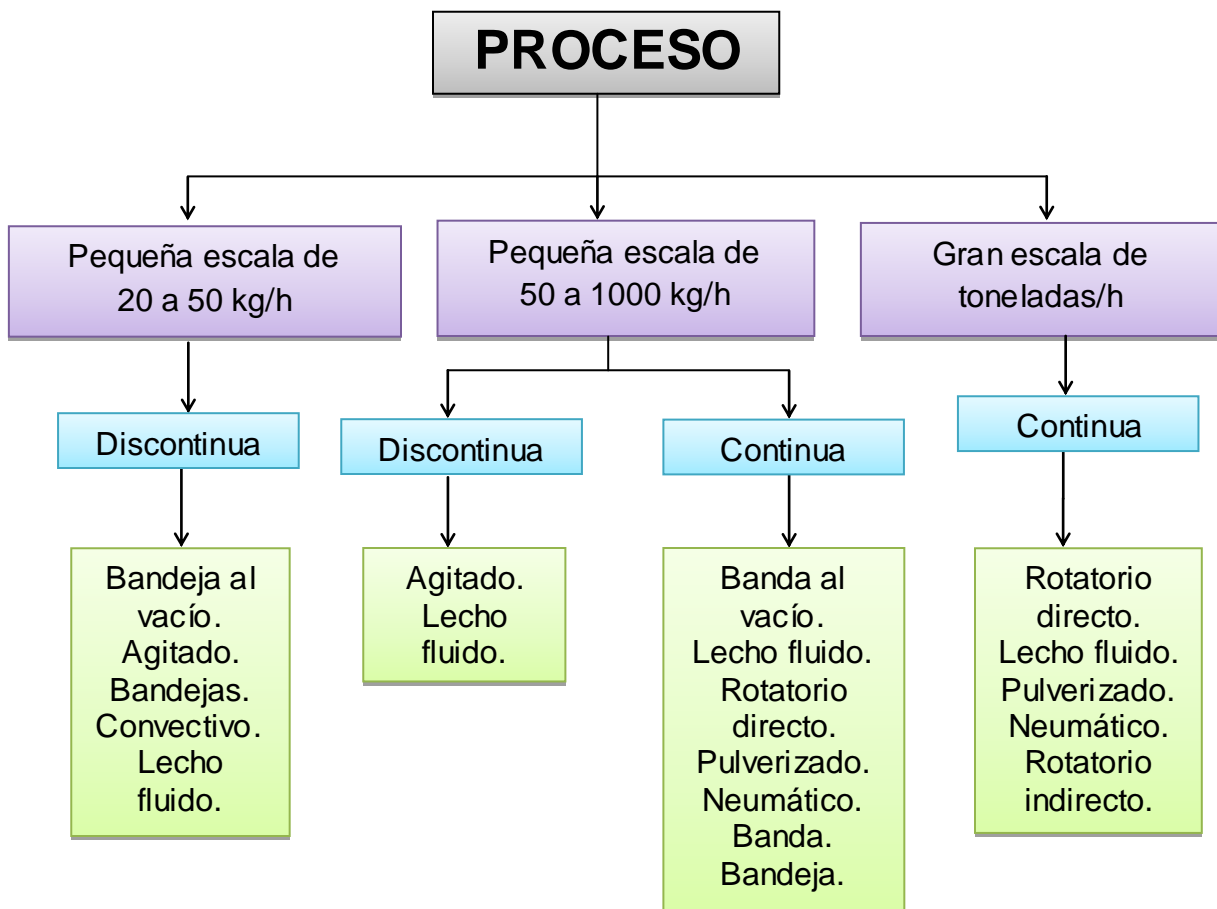 PROCESO
Pequeña escala de
20 a 50 kg/h
Pequeña escala de
50 a 1000 kg/h
Gran escala de
toneladas/h
Discontinua
Discontinua
Continua
Continua
Bandeja al
vacío.
Agitado.
Bandejas.
Convectivo.
Lecho
fluido.
Agitado.
Lecho
fluido.
Banda al
vacío.
Lecho fluido.
Rotatorio
directo.
Pulverizado.
Neumático.
Banda.
Bandeja.
Rotatorio
directo.
Lecho fluido.
Pulverizado.
Neumático.
Rotatorio
indirecto.